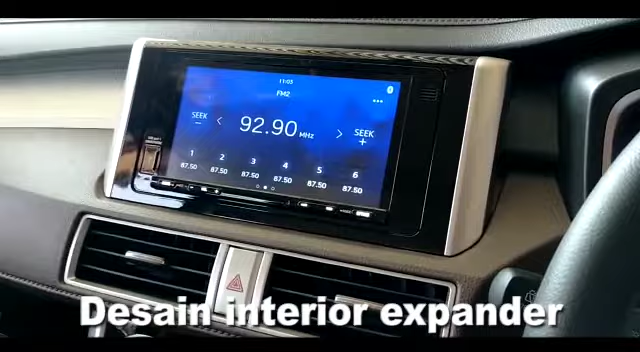 11:03
FM2
SEEK
−
92.90 MHz
SEEK
+
1 2 3 4 5 6
87.50 87.50 87.50 87.50 87.50 87.50
Desain interior expander